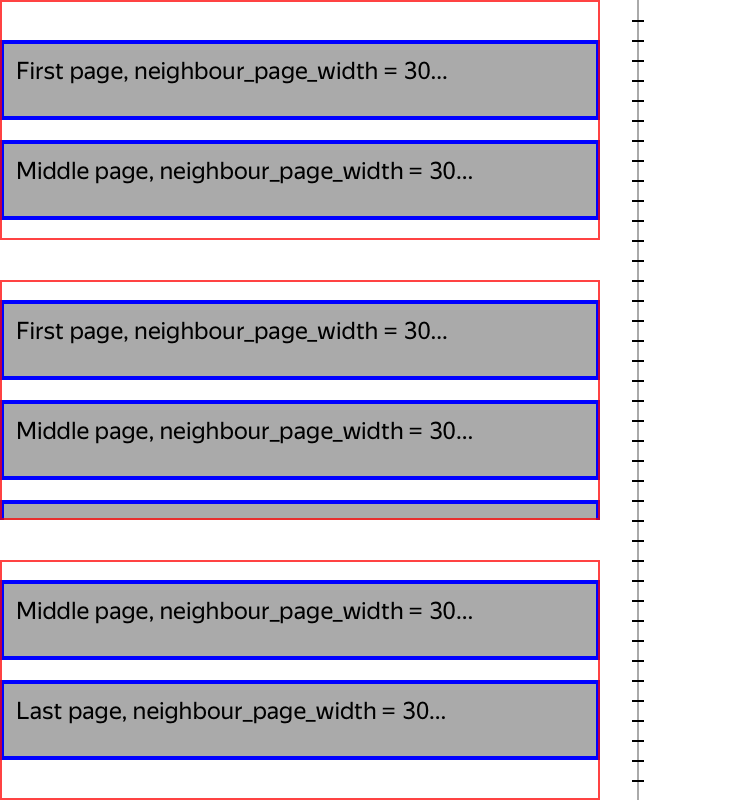 First page, neighbour_page_width = 30...
Middle page, neighbour_page_width = 30...
First page, neighbour_page_width = 30...
Middle page, neighbour_page_width = 30...
Middle page, neighbour_page_width = 30...
Last page, neighbour_page_width = 30...